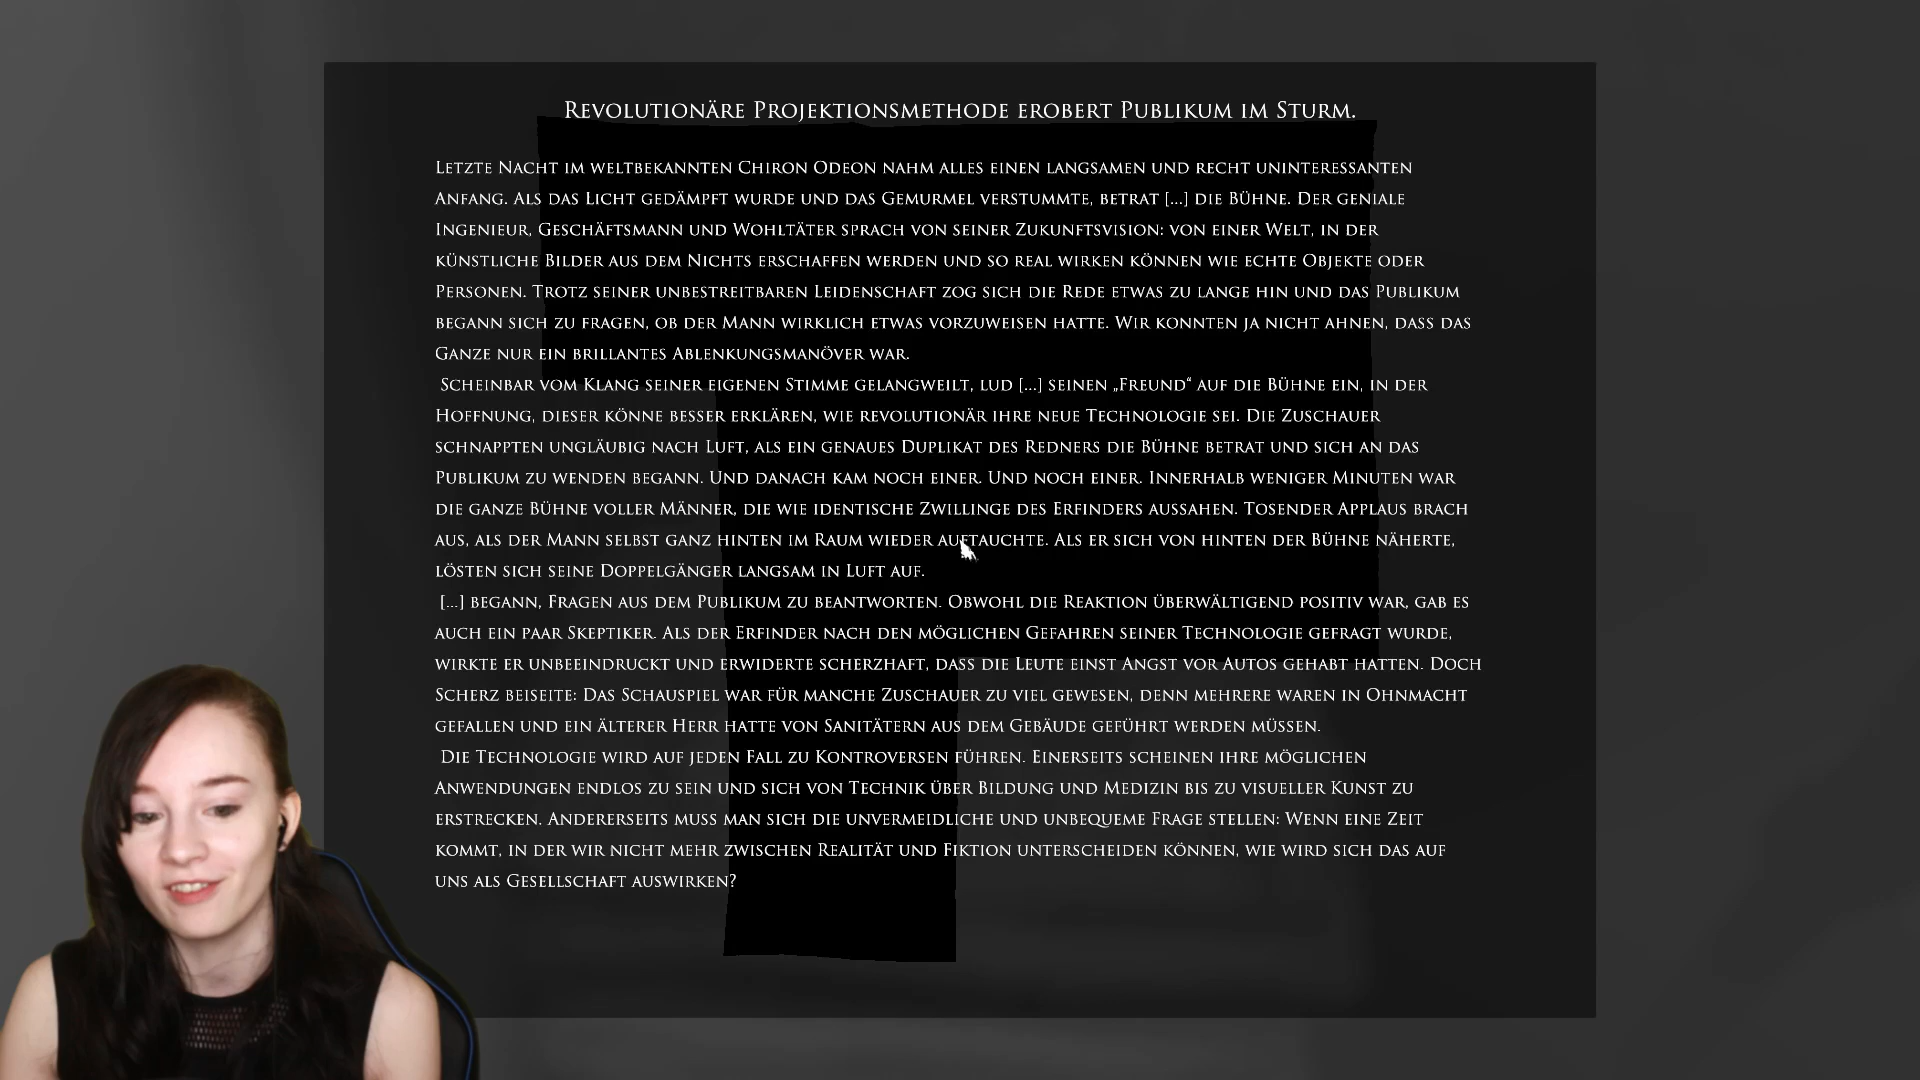 Revolutionäre Projektionsmethode erobert Publikum im Sturm.
Letzte Nacht im weltbekannten Chiron Odeon nahm alles einen langsamen und recht uninteressanten
Anfang. Als das Licht gedämpft wurde und das Gemurmel verstummte, betrat [...] die Bühne. Der geniale
Ingenieur, Geschäftsmann und Wohltäter sprach von seiner Zukunftsvision: von einer Welt, in der
künstliche Bilder aus dem Nichts erschaffen werden und so real wirken können wie echte Objekte oder
Personen. Trotz seiner unbestreitbaren Leidenschaft zog sich die Rede etwas zu lange hin und das Publikum
begann sich zu fragen, ob der Mann wirklich etwas vorzuweisen hatte. Wir konnten ja nicht ahnen, dass das
Ganze nur ein brillantes Ablenkungsmanöver war.
Scheinbar vom Klang seiner eigenen Stimme gelangweilt, lud [...] seinen „Freund“ auf die Bühne ein, in der
Hoffnung, dieser könne besser erklären, wie revolutionär ihre neue Technologie sei. Die Zuschauer
schnappten ungläubig nach Luft, als ein genaues Duplikat des Redners die Bühne betrat und sich an das
Publikum zu wenden begann. Und danach kam noch einer. Und noch einer. Innerhalb weniger Minuten war
die ganze Bühne voller Männer, die wie identische Zwillinge des Erfinders aussahen. Tosender Applaus brach
aus, als der Mann selbst ganz hinten im Raum wieder auftauchte. Als er sich von hinten der Bühne näherte,
lösten sich seine Doppelgänger langsam in Luft auf.
[...] begann, Fragen aus dem Publikum zu beantworten. Obwohl die Reaktion überwältigend positiv war, gab es
auch ein paar Skeptiker. Als der Erfinder nach den möglichen Gefahren seiner Technologie gefragt wurde,
wirkte er unbeeindruckt und erwiderte scherzhaft, dass die Leute einst Angst vor Autos gehabt hatten. Doch
Scherz beiseite: Das Schauspiel war für manche Zuschauer zu viel gewesen, denn mehrere waren in Ohnmacht
gefallen und ein älterer Herr hatte von Sanitätern aus dem Gebäude geführt werden müssen.
Die Technologie wird auf jeden Fall zu Kontroversen führen. Einerseits scheinen ihre möglichen
Anwendungen endlos zu sein und sich von Technik über Bildung und Medizin bis zu visueller Kunst zu
erstrecken. Andererseits muss man sich die unvermeidliche und unbequeme Frage stellen: Wenn eine Zeit
kommt, in der wir nicht mehr zwischen Realität und Fiktion unterscheiden können, wie wird sich das auf
uns als Gesellschaft auswirken?